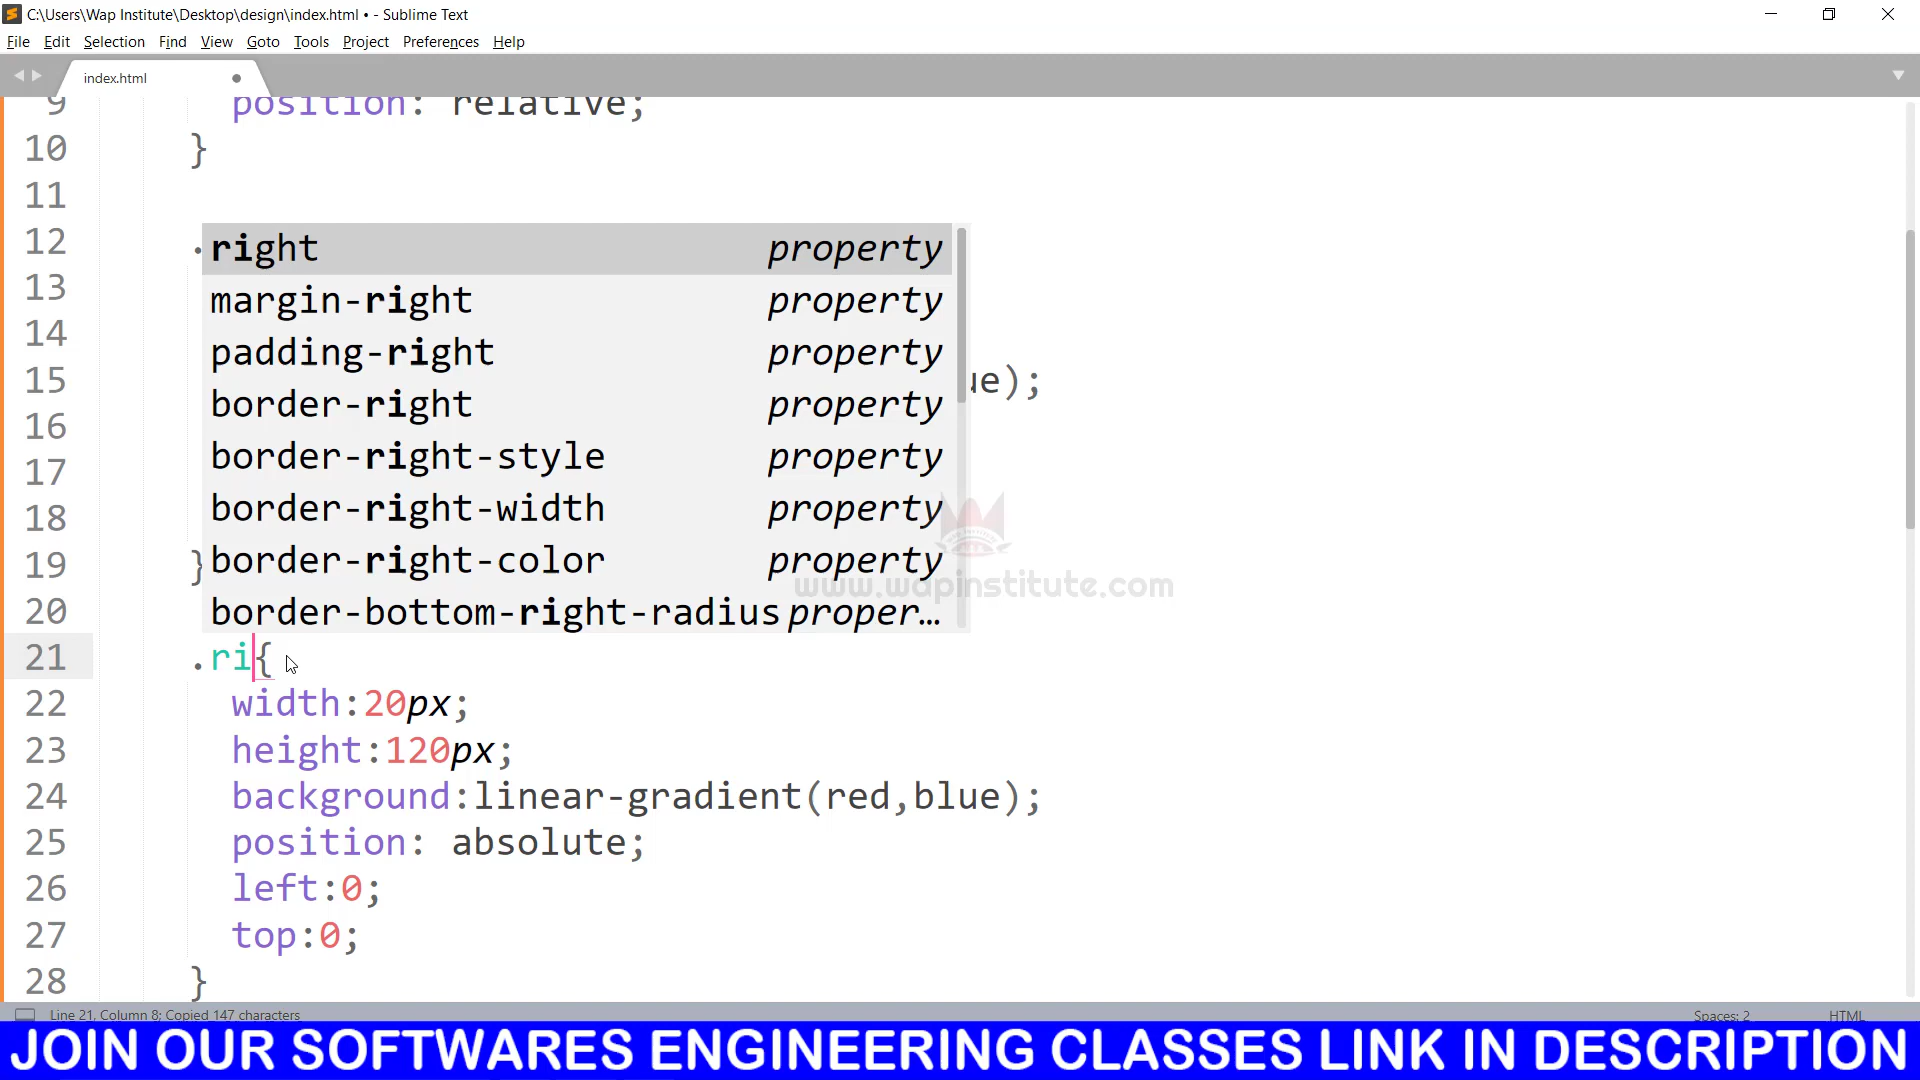 C:\Users\Wap Institute\Desktop\design\index.html • - Sublime Text
File Edit Selection Find View Goto Tools Project Preferences Help
index.html
9 position: relative;
10 }
11
12 .
right property
13
margin-right property
14
padding-right property
15 ue);
border-right property
16
border-right-style property
17
border-right-width property
18
border-right-color property
19 }
www.wapinstitute.com
20
border-bottom-right-radius proper…
21 .ri{
22 width:20px;
23 height:120px;
24 background:linear-gradient(red,blue);
25 position: absolute;
26 left:0;
27 top:0;
28 }
Line 21, Column 8; Copied 147 characters Spaces: 2 HTML
JOIN OUR SOFTWARES ENGINEERING CLASSES LINK IN DESCRIPTION